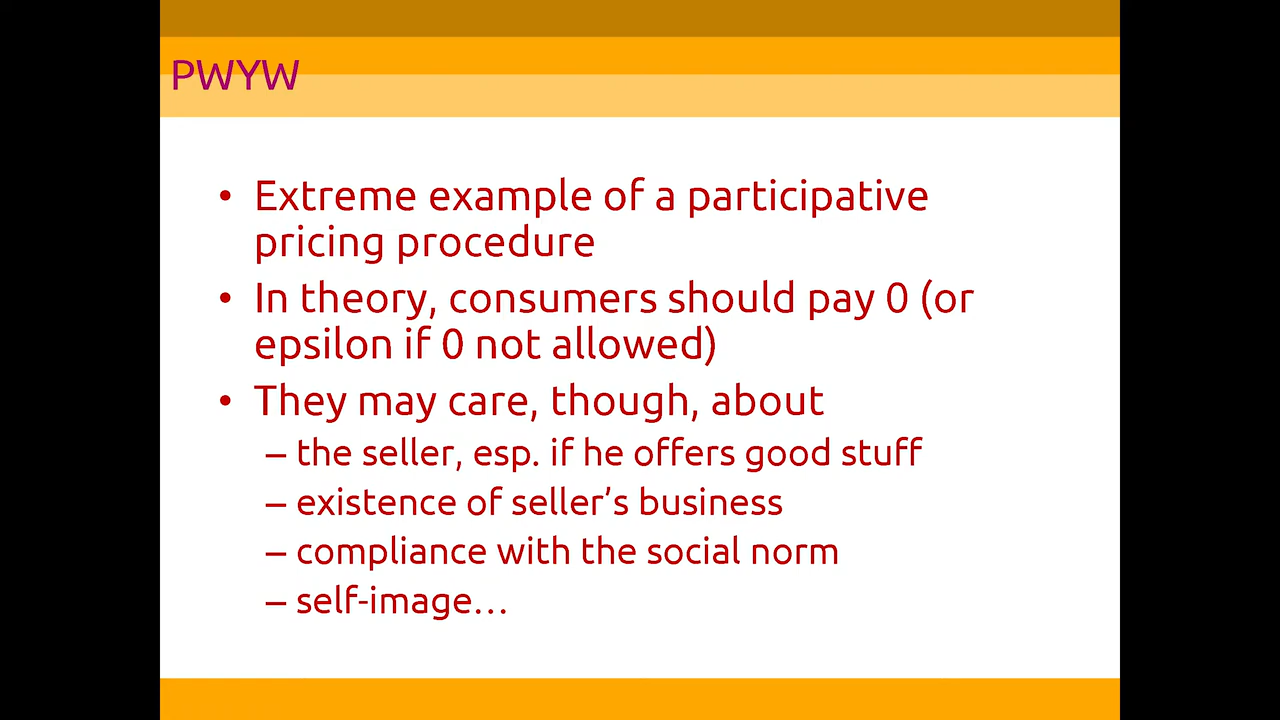 PWYW
• Extreme example of a participative
pricing procedure
• In theory, consumers should pay 0 (or
epsilon if 0 not allowed)
• They may care, though, about
– the seller, esp. if he offers good stuff
– existence of seller’s business
– compliance with the social norm
– self-image…